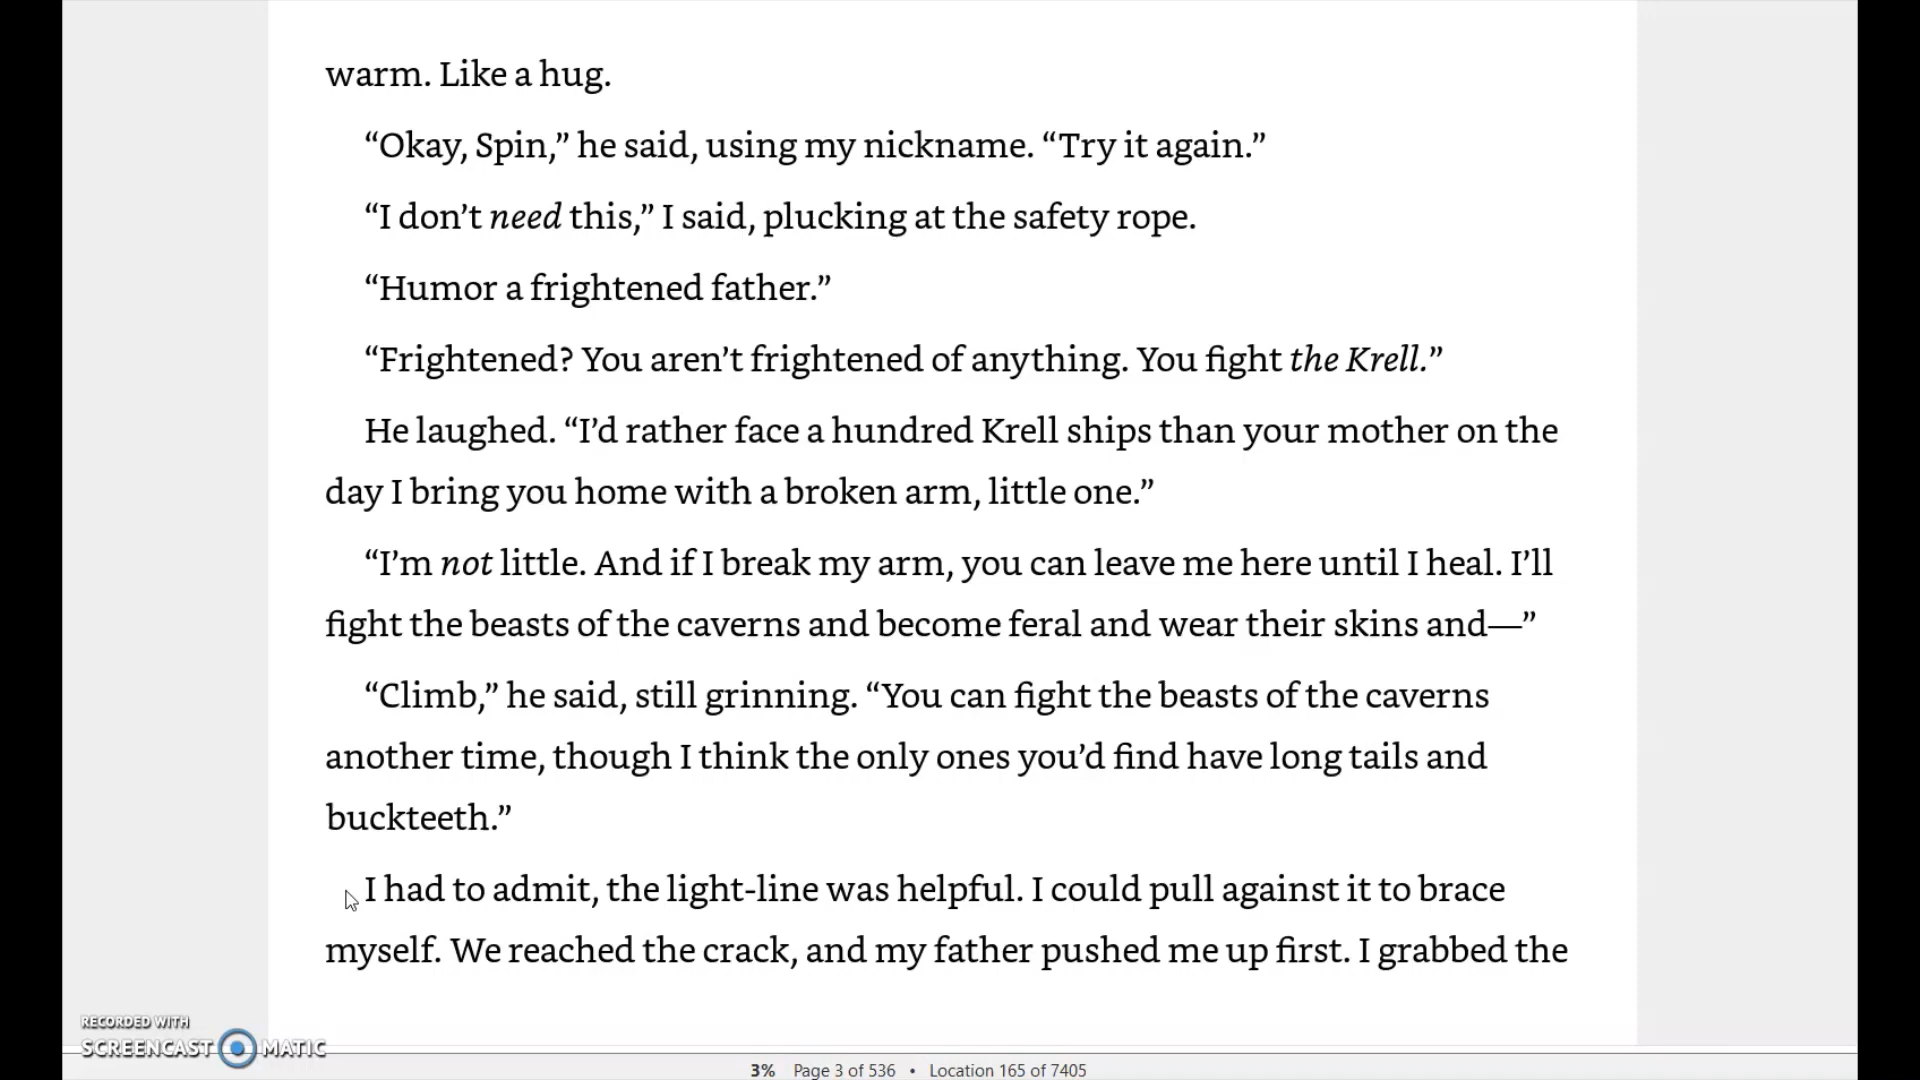 warm. Like a hug.
“Okay, Spin,” he said, using my nickname. “Try it again.”
“I don’t need this,” I said, plucking at the safety rope.
“Humor a frightened father.”
“Frightened? You aren’t frightened of anything. You fight the Krell.”
He laughed. “I’d rather face a hundred Krell ships than your mother on the
day I bring you home with a broken arm, little one.”
“I’m not little. And if I break my arm, you can leave me here until I heal. I’ll
fight the beasts of the caverns and become feral and wear their skins and—”
“Climb,” he said, still grinning. “You can fight the beasts of the caverns
another time, though I think the only ones you’d find have long tails and
buckteeth.”
I had to admit, the light-line was helpful. I could pull against it to brace
myself. We reached the crack, and my father pushed me up first. I grabbed the
RECORDED WITH
SCREENCAST MATIC
3% Page 3 of 536 • Location 165 of 7405